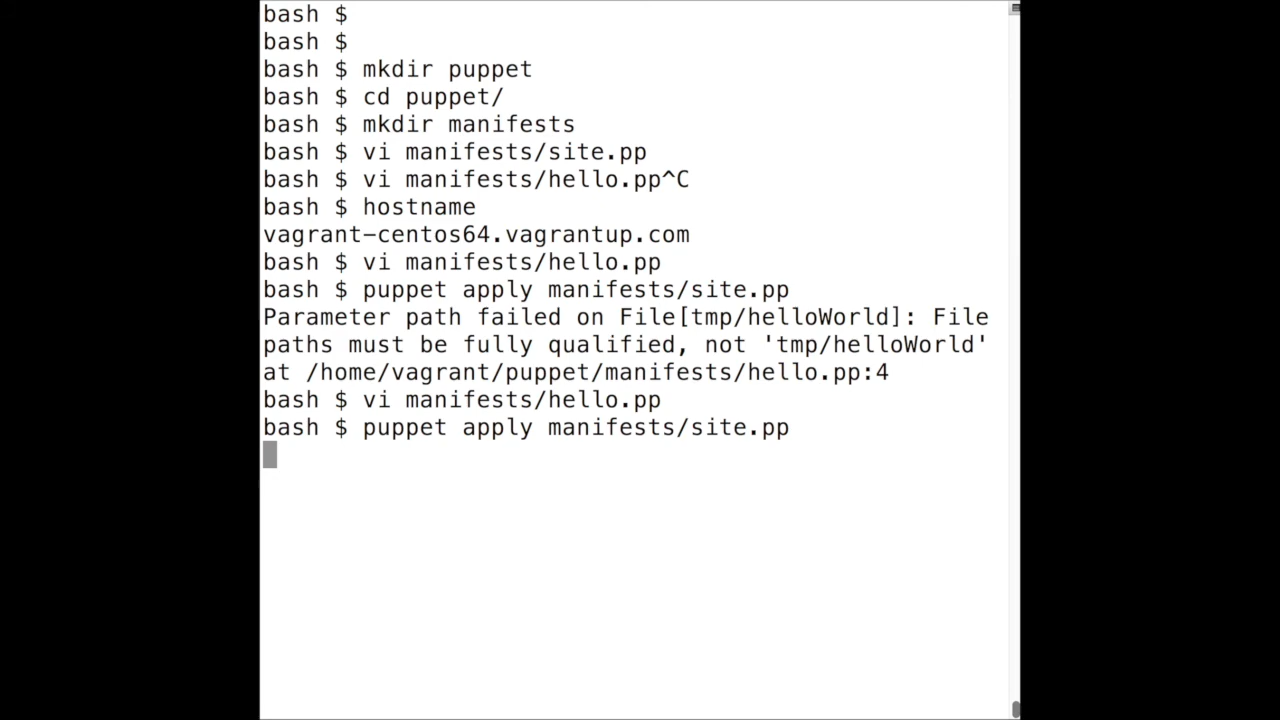 bash $
bash $
bash $ mkdir puppet
bash $ cd puppet/
bash $ mkdir manifests
bash $ vi manifests/site.pp
bash $ vi manifests/hello.pp^C
bash $ hostname
vagrant-centos64.vagrantup.com
bash $ vi manifests/hello.pp
bash $ puppet apply manifests/site.pp
Parameter path failed on File[tmp/helloWorld]: File
paths must be fully qualified, not 'tmp/helloWorld'
at /home/vagrant/puppet/manifests/hello.pp:4
bash $ vi manifests/hello.pp
bash $ puppet apply manifests/site.pp